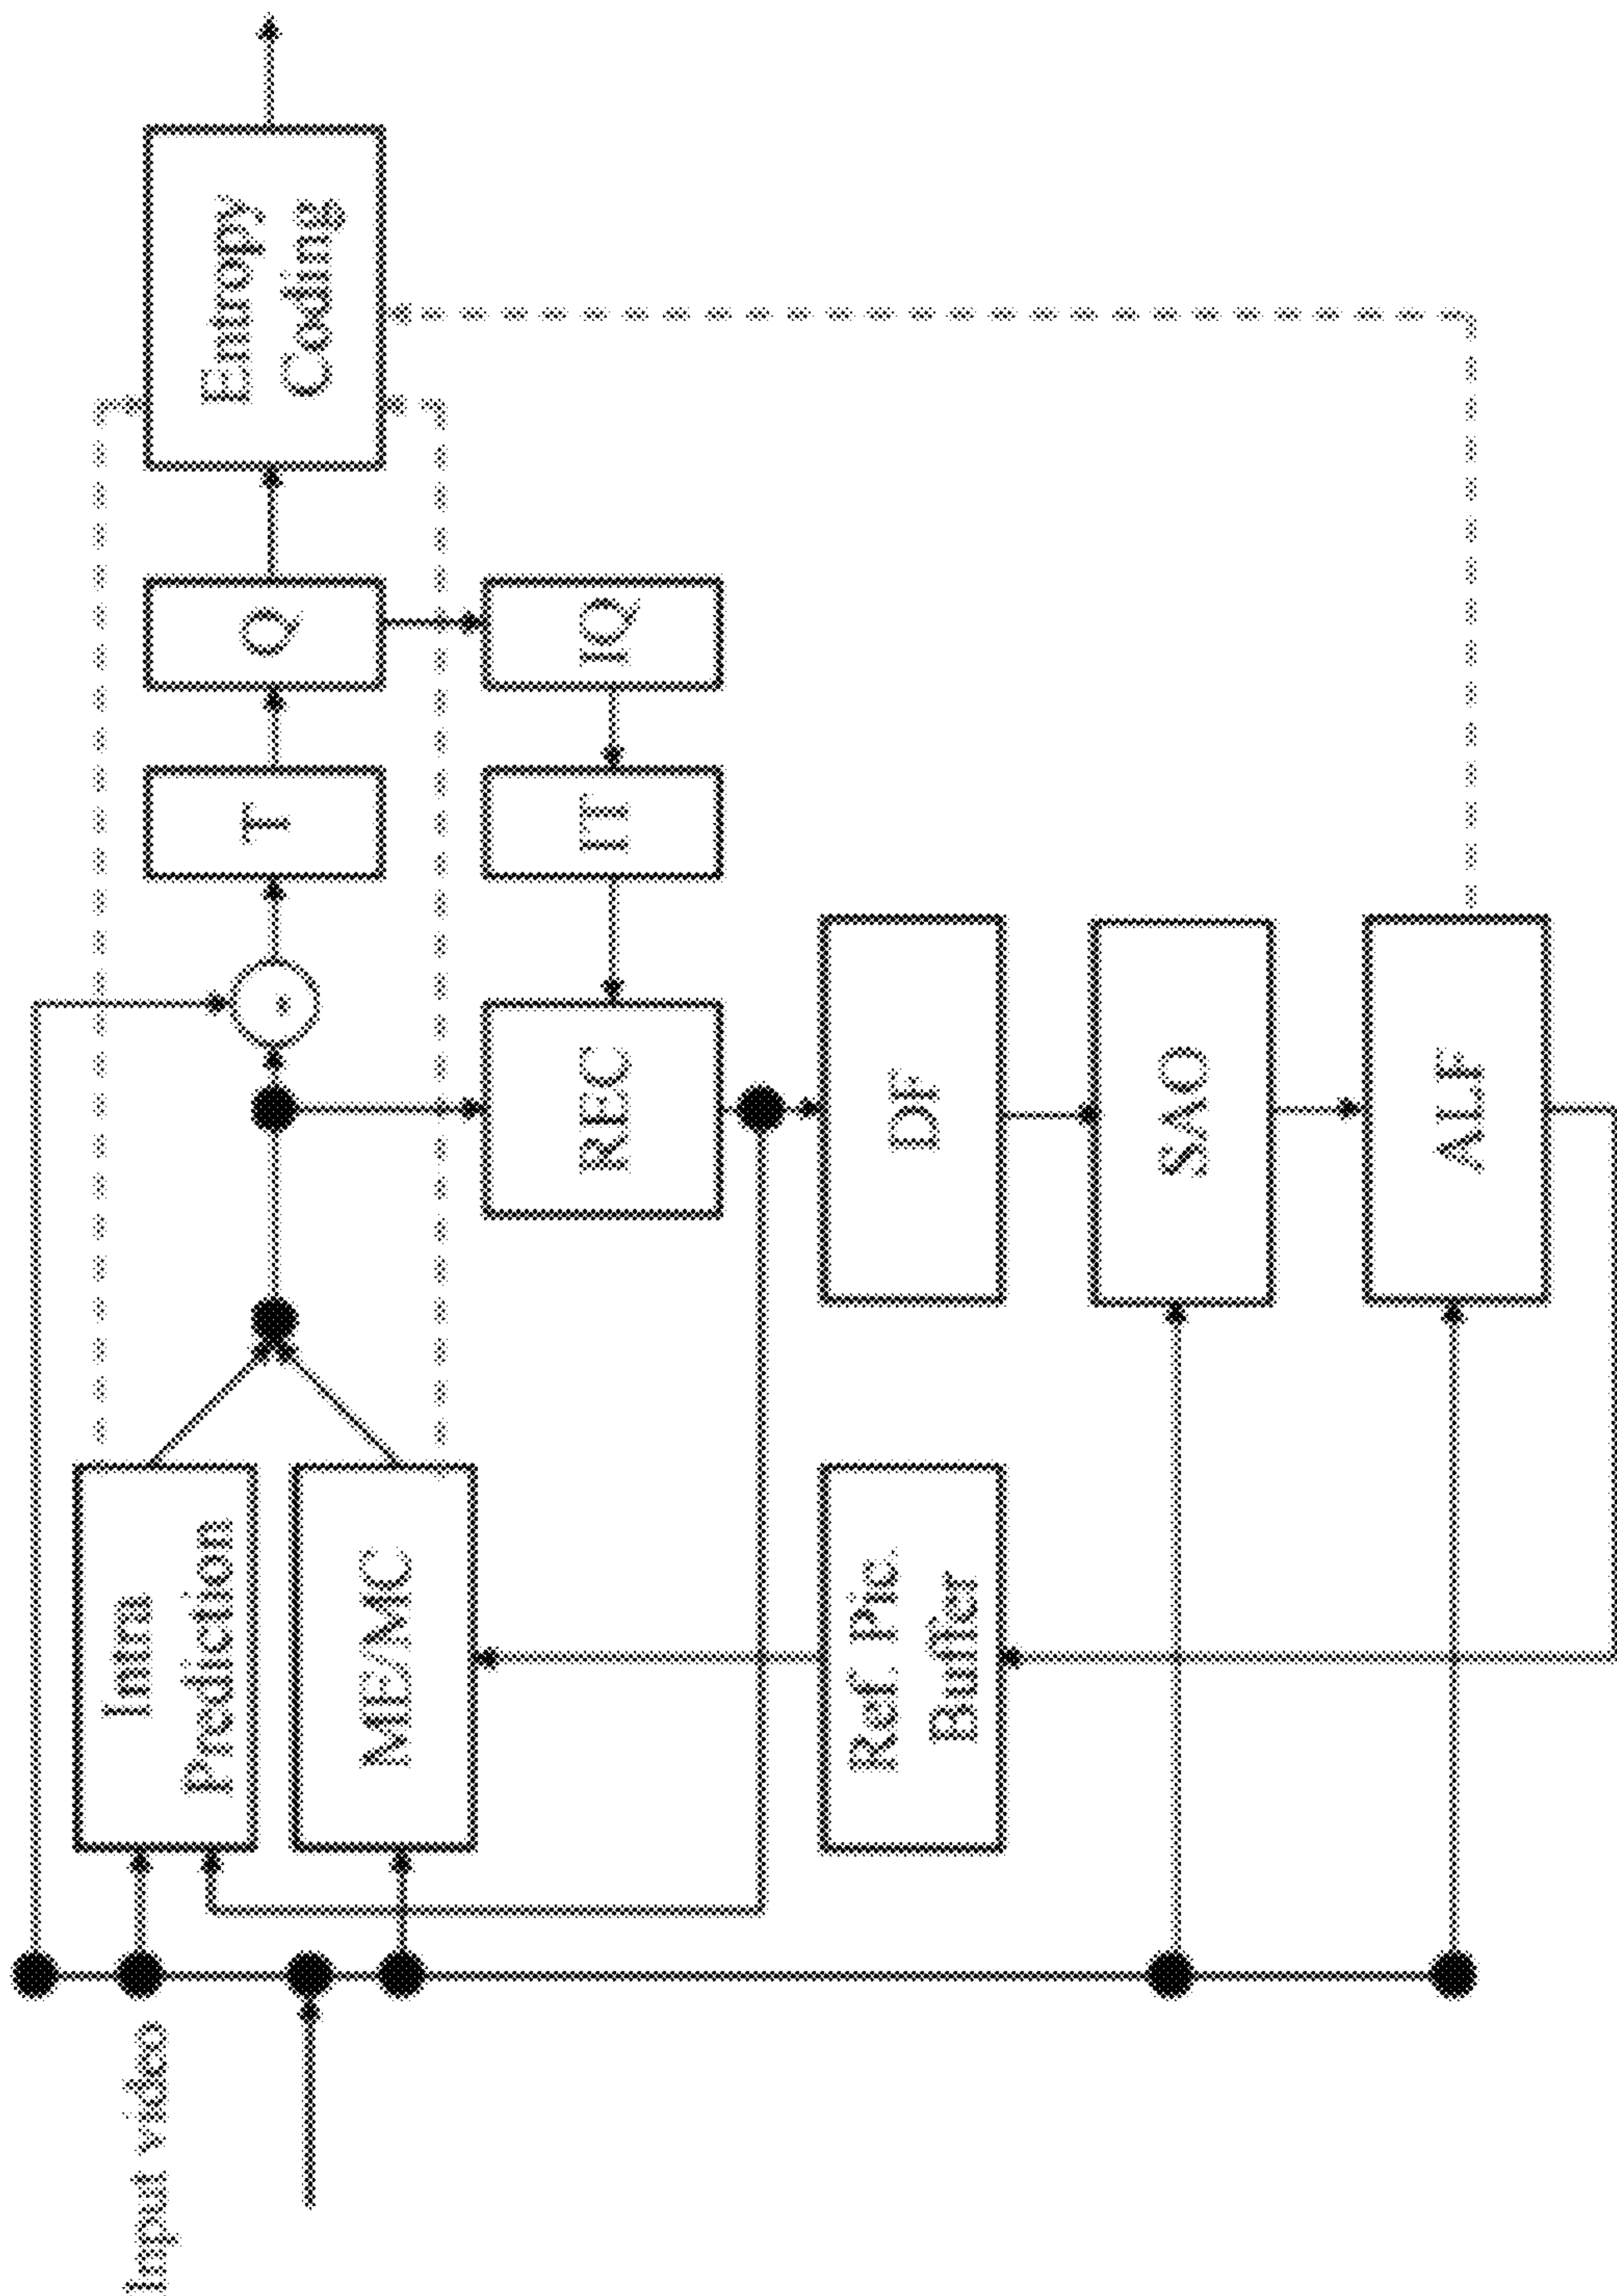 Input video
Intra
Prediction
ME/MC
-
T
Q
Entropy
Coding
REC
IT
IQ
Ref. Pic.
Buffer
DF
SAO
ALF